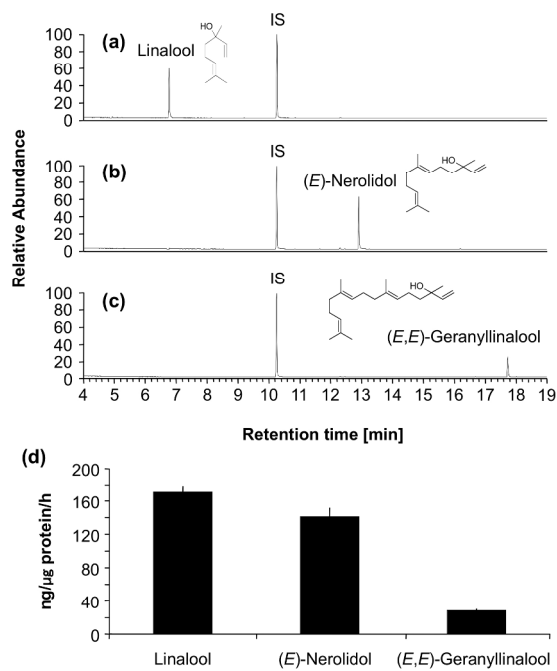 IS
(a)
Linalool
HO
100
80
60
40
20
0
IS
(b)
(E)-Nerolidol
HO
100
80
60
40
20
0
Relative Abundance
IS
(c)
HO
(E,E)-Geranyllinalool
100
80
60
40
20
0
4 5 6 7 8 9 10 11 12 13 14 15 16 17 18 19
Retention time [min]
(d)
200
160
120
80
40
0
ng/µg protein/h
Linalool (E)-Nerolidol (E,E)-Geranyllinalool